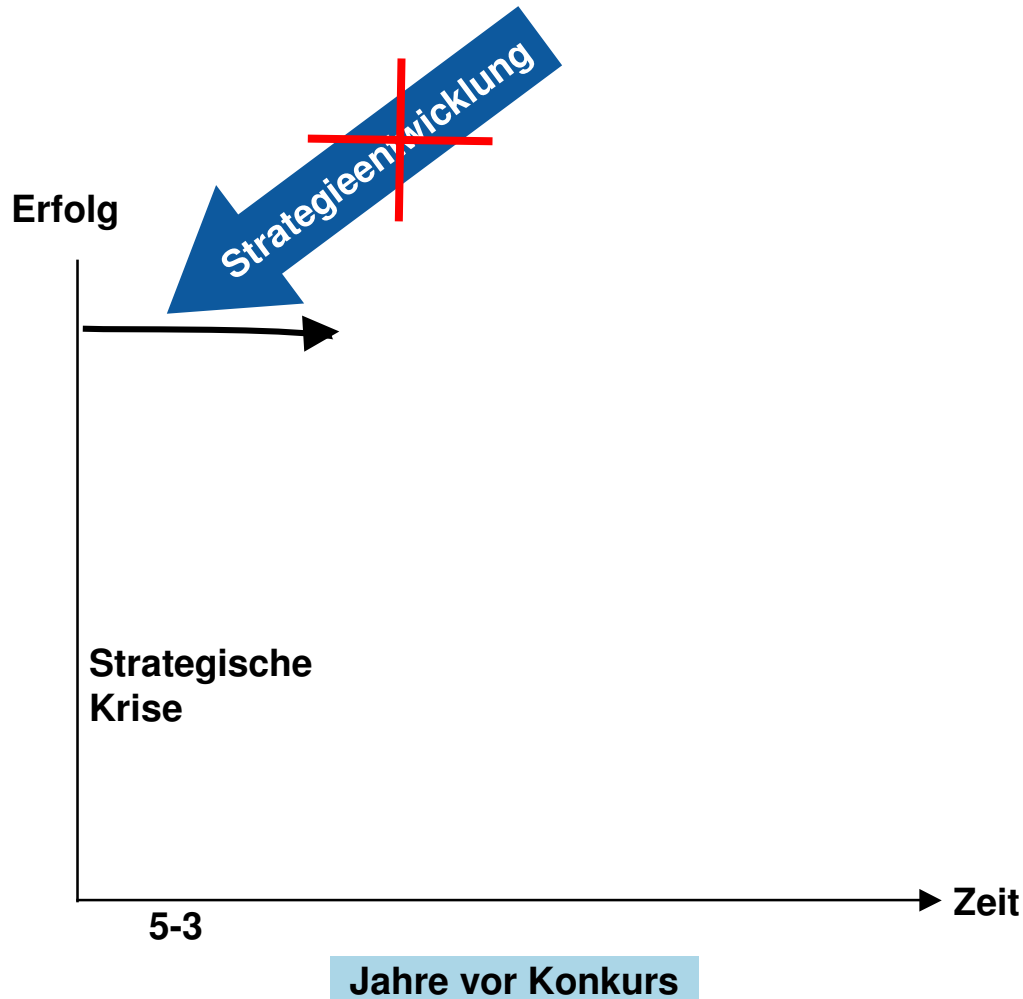 Strategieentwicklung
Erfolg
Strategische
Krise
Zeit
5-3
Jahre vor Konkurs